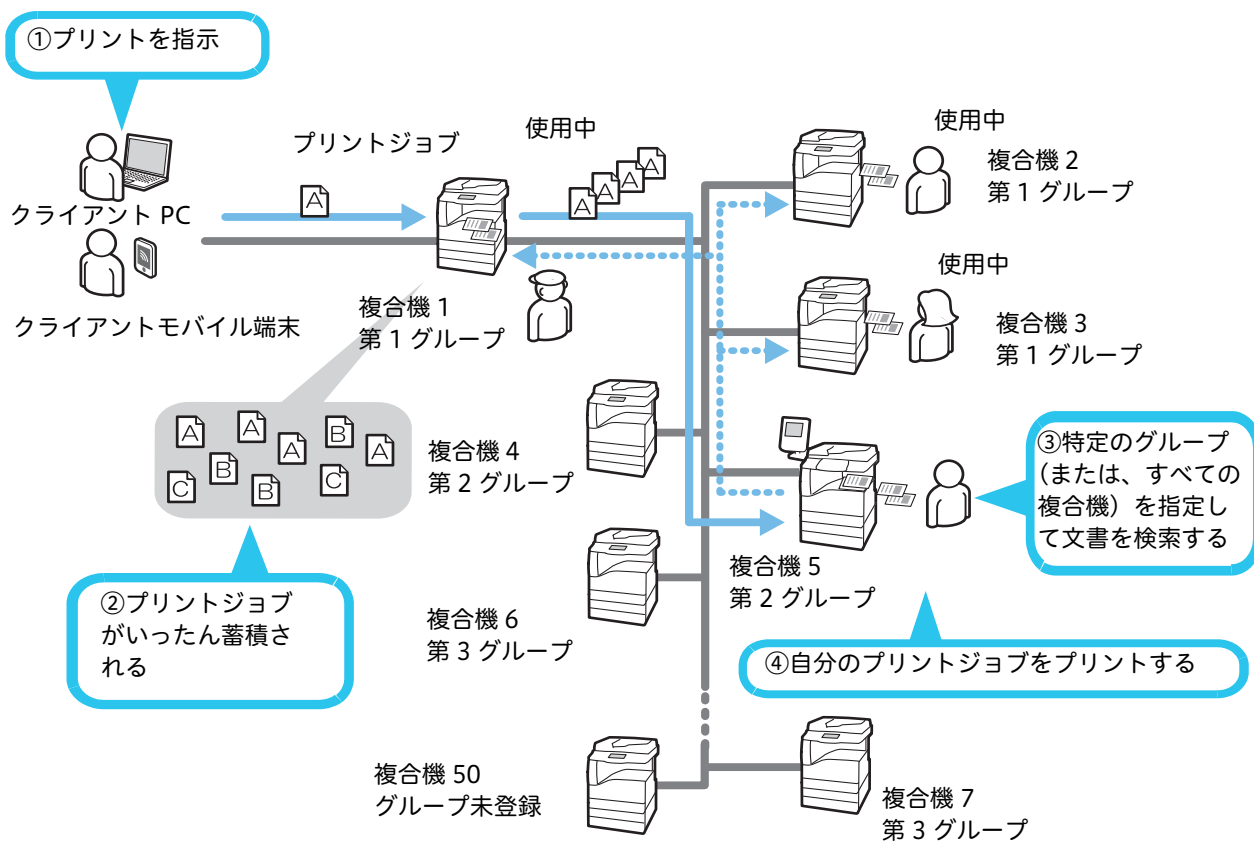 ①プリントを指示
プリントジョブ
使用中
使用中
複合機 2
第 1 グループ
クライアント PC
クライアントモバイル端末
複合機 1
第 1 グループ
使用中
複合機 3
第 1 グループ
A
A
A
A
A
A
A
B
A
A
C
B
B
C
複合機 4
第 2 グループ
③特定のグループ
（または、すべての
複合機）を指定し
て文書を検索する
複合機 5
第 2 グループ
②プリントジョブ
がいったん蓄積さ
れる
複合機 6
第 3 グループ
④自分のプリントジョブをプリントする
複合機 50
グループ未登録
複合機 7
第 3 グループ